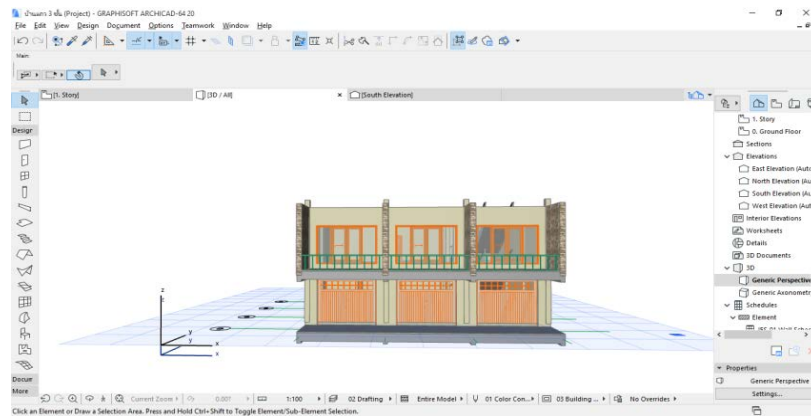 บ้านแถว 3 ชั้น (Project) - GRAPHISOFT ARCHICAD-64 20
File Edit View Design Document Options Teamwork Window Help
Main:
[1. Story]
[3D / All]
[South Elevation]
Design
1. Story
0. Ground Floor
Sections
Elevations
East Elevation (Aut
North Elevation (Au
South Elevation (Au
West Elevation (Aut
Interior Elevations
Worksheets
Details
3D Documents
3D
Generic Perspective
Generic Axonometr
Schedules
Element
z
y
x
y
x
Properties
Generic Perspective
Settings...
Docum
More
Current Zoom
0.00°
1:100
02 Drafting
Entire Model
01 Color Con...
03 Building ...
No Overrides
Click an Element or Draw a Selection Area. Press and Hold Ctrl+Shift to Toggle Element/Sub-Element Selection.